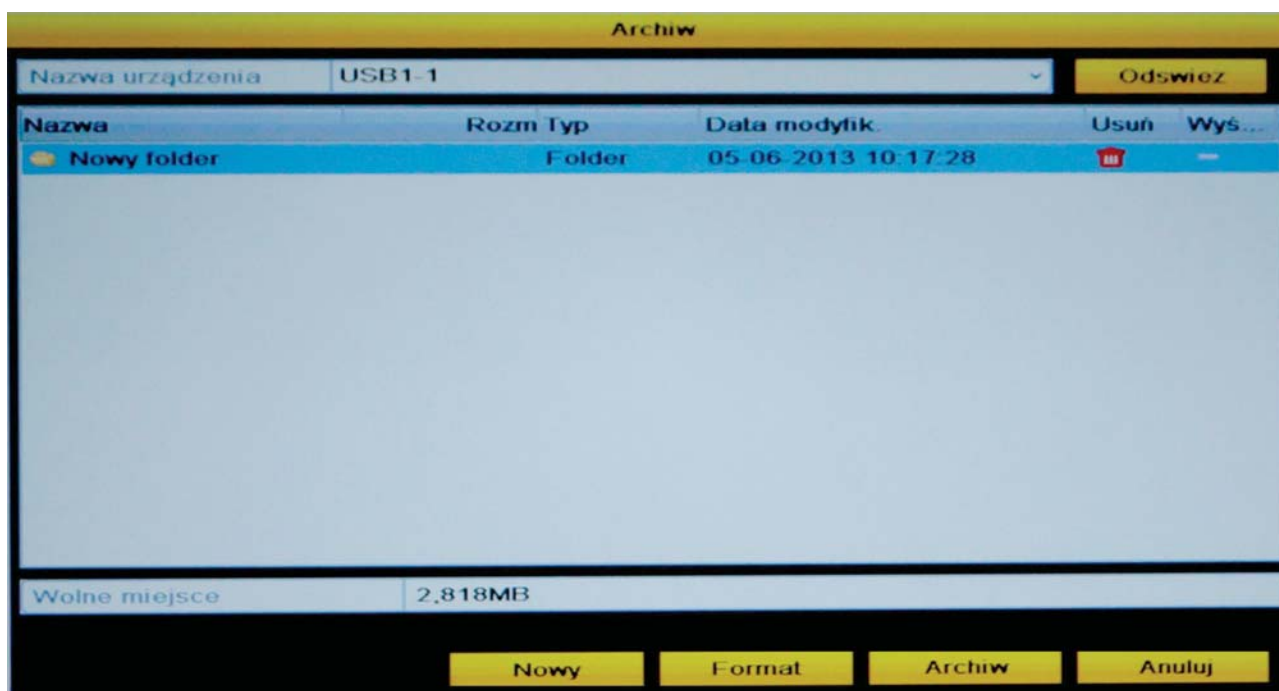 Archiw
Nazwa urządzenia USB1-1 Odswiez
Nazwa Rozm Typ Data modyfik. Usuń Wyś...
Nowy folder Folder 05-06-2013 10:17:28
Wolne miejsce 2,818MB
Nowy Format Archiw Anuluj